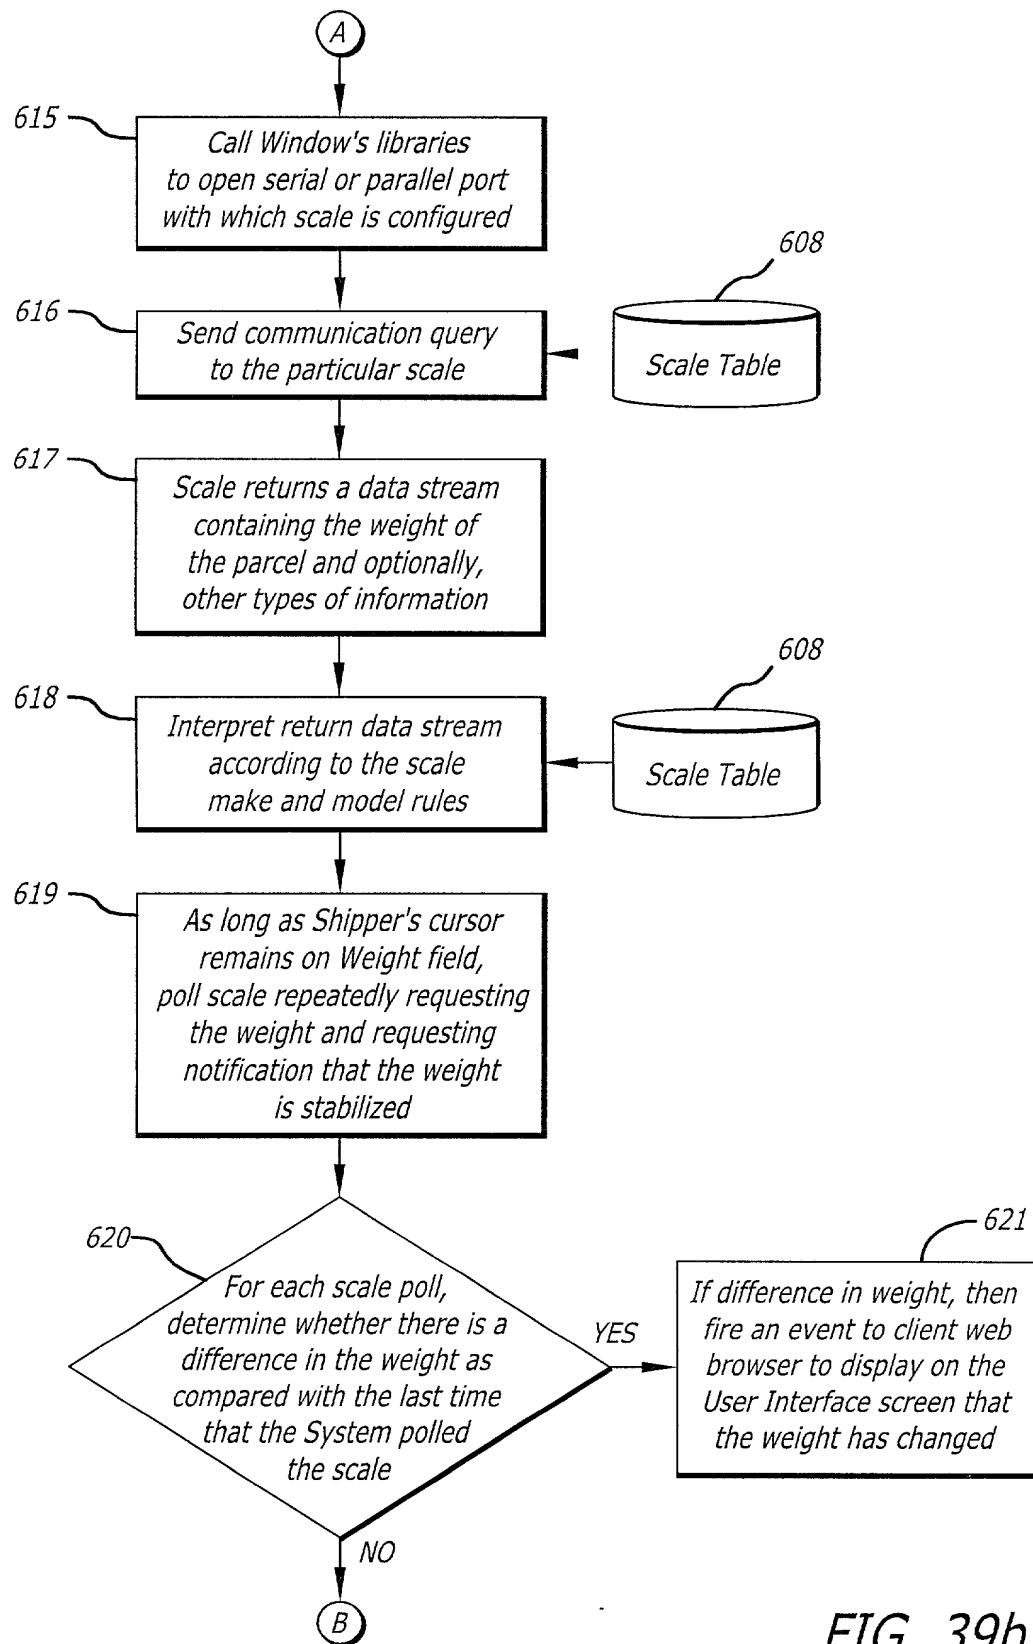 A
615
Call Window's libraries
to open serial or parallel port
with which scale is configured
608
616
Send communication query
to the particular scale
Scale Table
617
Scale returns a data stream
containing the weight of
the parcel and optionally,
other types of information
608
618
Interpret return data stream
according to the scale
make and model rules
Scale Table
619
As long as Shipper's cursor
remains on Weight field,
poll scale repeatedly requesting
the weight and requesting
notification that the weight
is stabilized
620
For each scale poll,
determine whether there is a
difference in the weight as
compared with the last time
that the System polled
the scale
YES
621
If difference in weight, then
fire an event to client web
browser to display on the
User Interface screen that
the weight has changed
NO
B
FIG. 39b